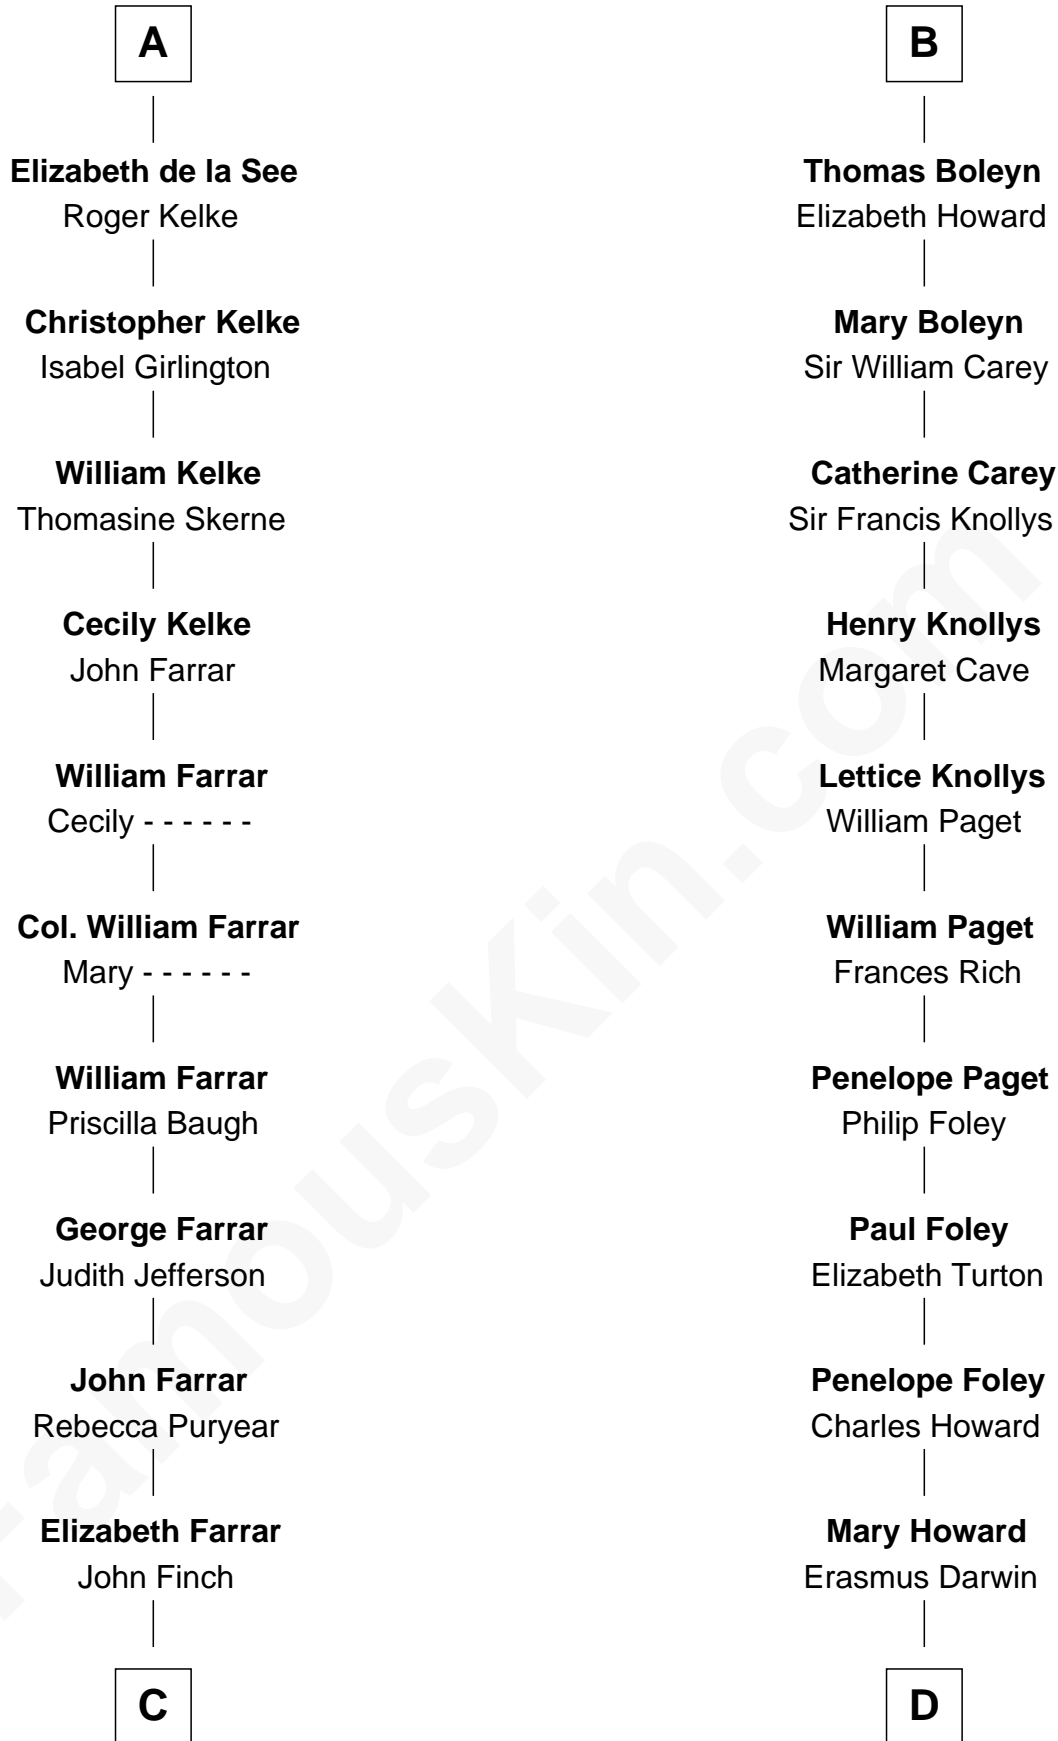 A
Elizabeth de la See
Roger Kelke
Christopher Kelke
Isabel Girlington
William Kelke
Thomasine Skerne
Cecily Kelke
John Farrar
William Farrar
Cecily - - - - - -
Col. William Farrar
Mary - - - - - -
William Farrar
Priscilla Baugh
George Farrar
Judith Jefferson
John Farrar
Rebecca Puryear
Elizabeth Farrar
John Finch
C
B
Thomas Boleyn
Elizabeth Howard
Mary Boleyn
Sir William Carey
Catherine Carey
Sir Francis Knollys
Henry Knollys
Margaret Cave
Lettice Knollys
William Paget
William Paget
Frances Rich
Penelope Paget
Philip Foley
Paul Foley
Elizabeth Turton
Penelope Foley
Charles Howard
Mary Howard
Erasmus Darwin
D
FamousKin.com